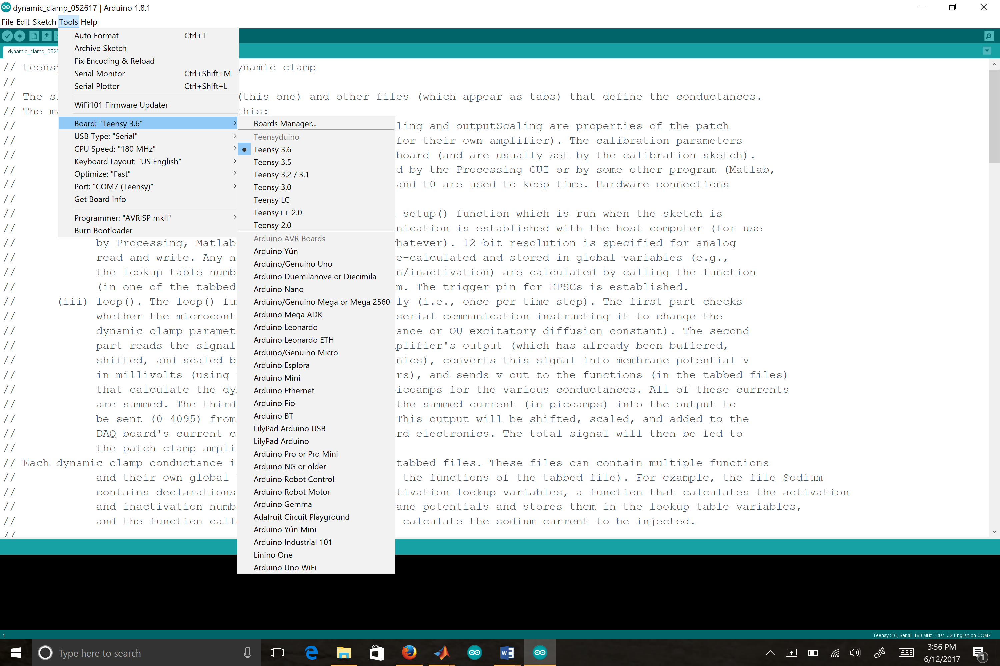 dynamic_clamp_052617 | Arduino 1.8.1
File Edit Sketch Tools Help
dynamic_clamp_052
Auto Format Ctrl+T
Archive Sketch
Fix Encoding & Reload
Serial Monitor Ctrl+Shift+M
Serial Plotter Ctrl+Shift+L
WiFi101 Firmware Updater
Board: "Teensy 3.6"
USB Type: "Serial"
CPU Speed: "180 MHz"
Keyboard Layout: "US English"
Optimize: "Fast"
Port: "COM7 (Teensy)"
Get Board Info
Programmer: "AVRISP mkII"
Burn Bootloader
Boards Manager...
Teensyduino
Teensy 3.6
Teensy 3.5
Teensy 3.2 / 3.1
Teensy 3.0
Teensy LC
Teensy++ 2.0
Teensy 2.0
Arduino AVR Boards
Arduino Yún
Arduino/Genuino Uno
Arduino Duemilanove or Diecimila
Arduino Nano
Arduino/Genuino Mega or Mega 2560
Arduino Mega ADK
Arduino Leonardo
Arduino Leonardo ETH
Arduino/Genuino Micro
Arduino Esplora
Arduino Mini
Arduino Ethernet
Arduino Fio
Arduino BT
LilyPad Arduino USB
LilyPad Arduino
Arduino Pro or Pro Mini
Arduino NG or older
Arduino Robot Control
Arduino Robot Motor
Arduino Gemma
Adafruit Circuit Playground
Arduino Yún Mini
Arduino Industrial 101
Linino One
Arduino Uno WiFi
// teens ynamic clamp
//
// The s (this one) and other files (which appear as tabs) that define the conductances.
// The ma this:
// ling and outputScaling are properties of the patch
// for their own amplifier). The calibration parameters
// board (and are usually set by the calibration sketch).
// d by the Processing GUI or by some other program (Matlab,
// and t0 are used to keep time. Hardware connections
//
// setup() function which is run when the sketch is
// nication is established with the host computer (for use
// by Processing, Matlab hatever). 12-bit resolution is specified for analog
// read and write. Any n e-calculated and stored in global variables (e.g.,
// the lookup table numb n/inactivation) are calculated by calling the function
// (in one of the tabbed m. The trigger pin for EPSCs is established.
// (iii) loop(). The loop() fu ly (i.e., once per time step). The first part checks
// whether the microcont serial communication instructing it to change the
// dynamic clamp paramet ance or OU excitatory diffusion constant). The second
// part reads the signal plifier's output (which has already been buffered,
// shifted, and scaled b nics), converts this signal into membrane potential v
// in millivolts (using rs), and sends v out to the functions (in the tabbed files)
// that calculate the dy icoamps for the various conductances. All of these currents
// are summed. The third the summed current (in picoamps) into the output to
// be sent (0-4095) from This output will be shifted, scaled, and added to the
// DAQ board's current c rd electronics. The total signal will then be fed to
// the patch clamp ampli
// Each dynamic clamp conductance i tabbed files. These files can contain multiple functions
// and their own global the functions of the tabbed file). For example, the file Sodium
// contains declarations tivation lookup variables, a function that calculates the activation
// and inactivation numb ane potentials and stores them in the lookup table variables,
// and the function call calculate the sodium current to be injected.
//
1
Teensy 3.6, Serial, 180 MHz, Fast, US English on COM7
Type here to search
3:56 PM
6/12/2017
1